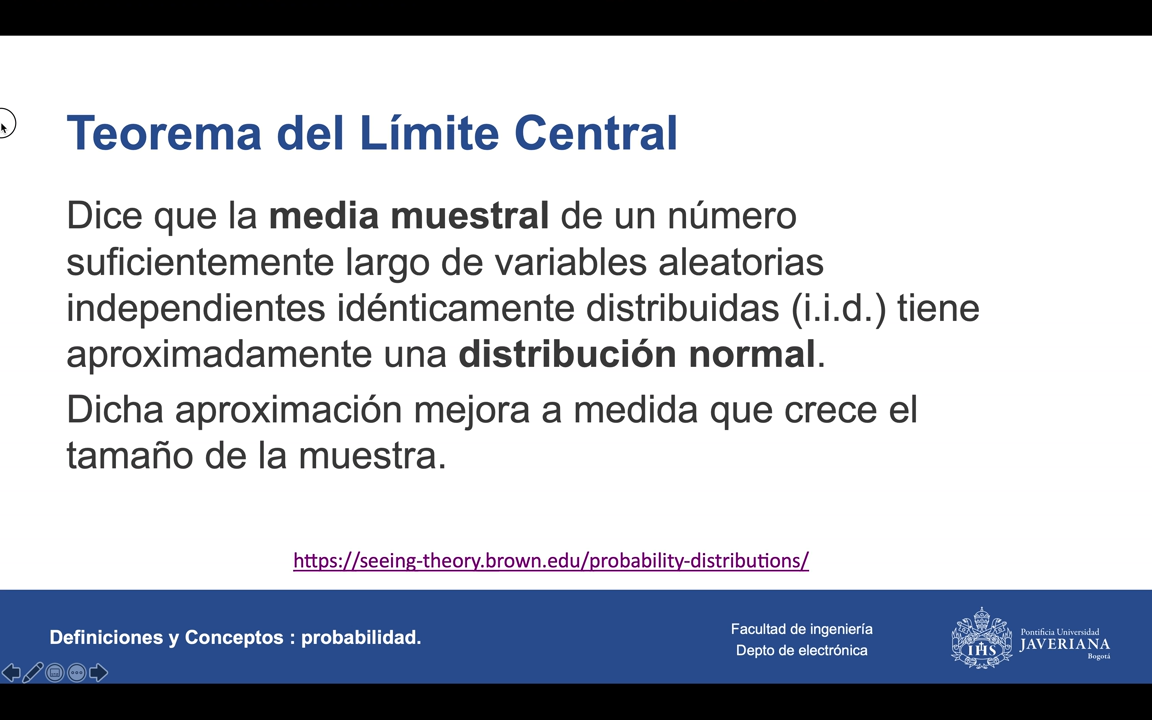 Teorema del Límite Central
Dice que la media muestral de un número
suficientemente largo de variables aleatorias
independientes idénticamente distribuidas (i.i.d.) tiene
aproximadamente una distribución normal.
Dicha aproximación mejora a medida que crece el
tamaño de la muestra.
https://seeing-theory.brown.edu/probability-distributions/
Definiciones y Conceptos : probabilidad.
Facultad de ingeniería
Depto de electrónica
IHS
Pontificia Universidad
JAVERIANA
Bogotá